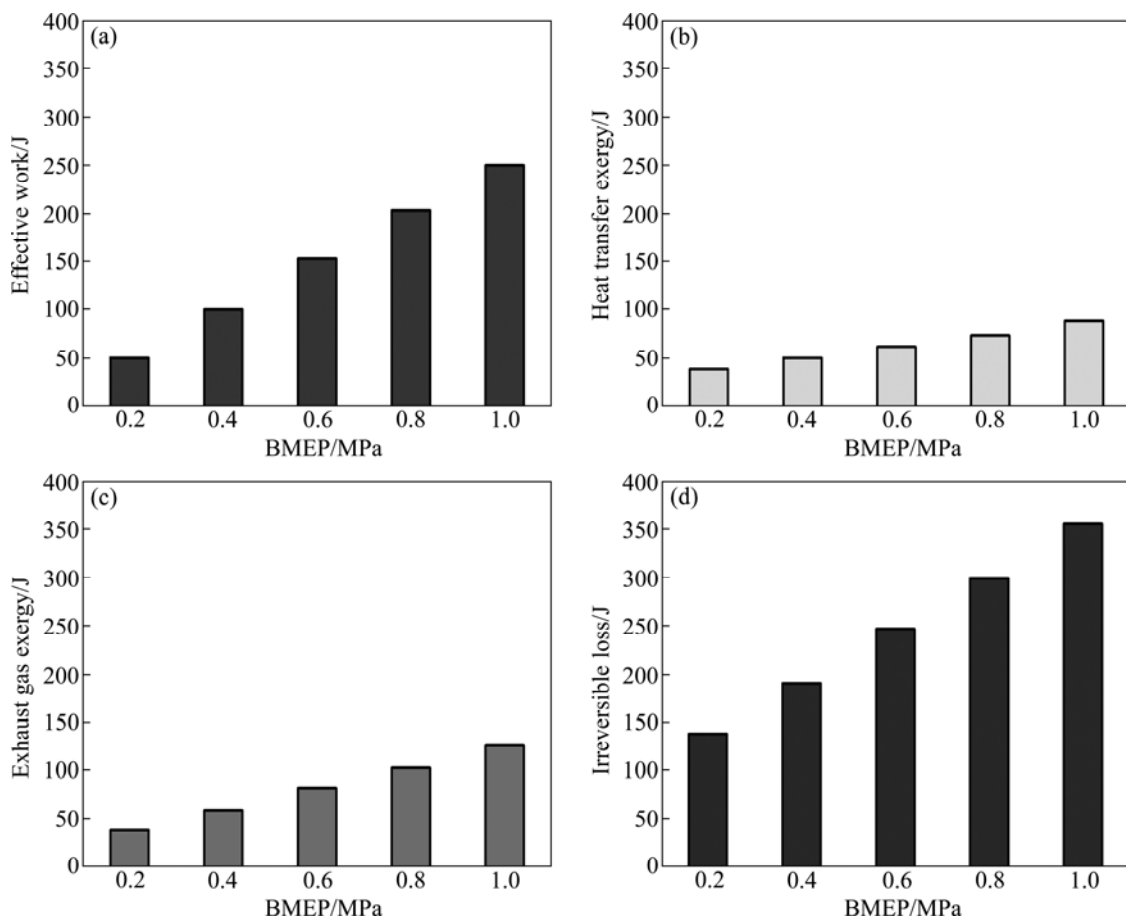 (a)
Effective work/J
400
350
300
250
200
150
100
50
0
0.2 0.4 0.6 0.8 1.0
BMEP/MPa
(b)
Heat transfer exergy/J
400
350
300
250
200
150
100
50
0
0.2 0.4 0.6 0.8 1.0
BMEP/MPa
(c)
Exhaust gas exergy/J
400
350
300
250
200
150
100
50
0
0.2 0.4 0.6 0.8 1.0
BMEP/MPa
(d)
Irreversible loss/J
400
350
300
250
200
150
100
50
0
0.2 0.4 0.6 0.8 1.0
BMEP/MPa